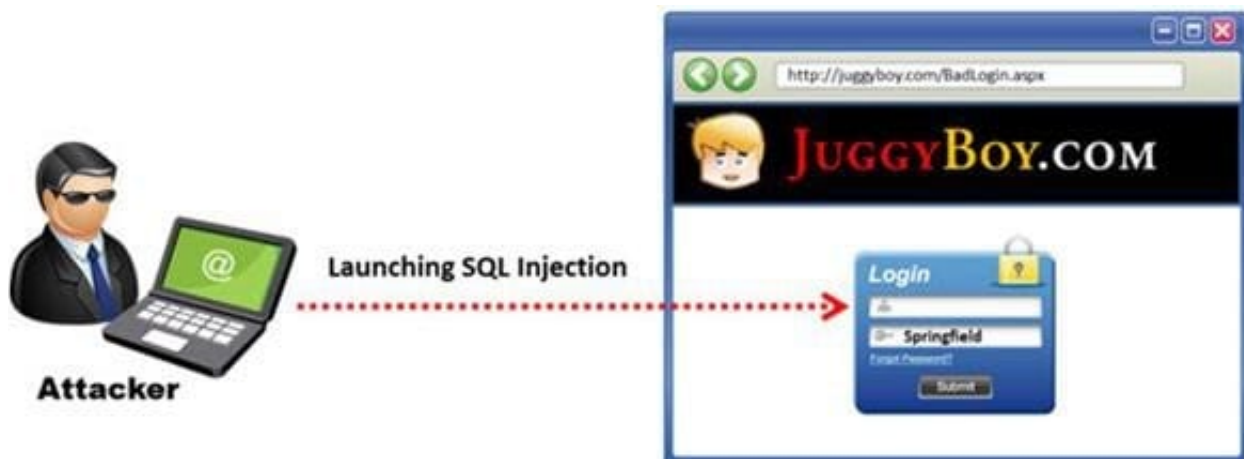 http://juggyboy.com/BadLogin.aspx
JUGGYBOY.COM
@
Launching SQL Injection
Login
Springfield
Forgot Password?
Submit
Attacker